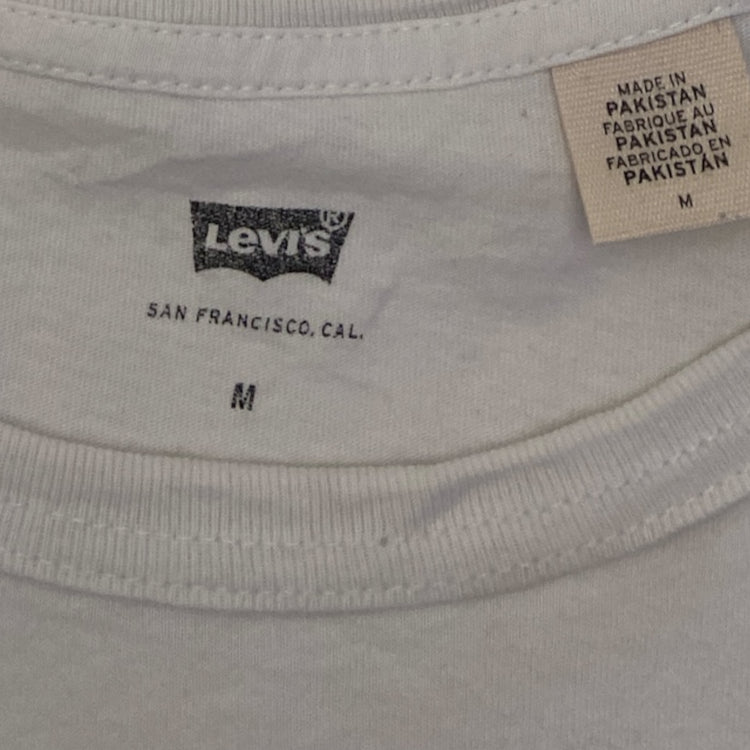 MADE IN
PAKISTAN
FABRIQUE AU
PAKISTAN
FABRICADO EN
PAKISTÁN
M
LEVI'S®
SAN FRANCISCO, CAL.
M